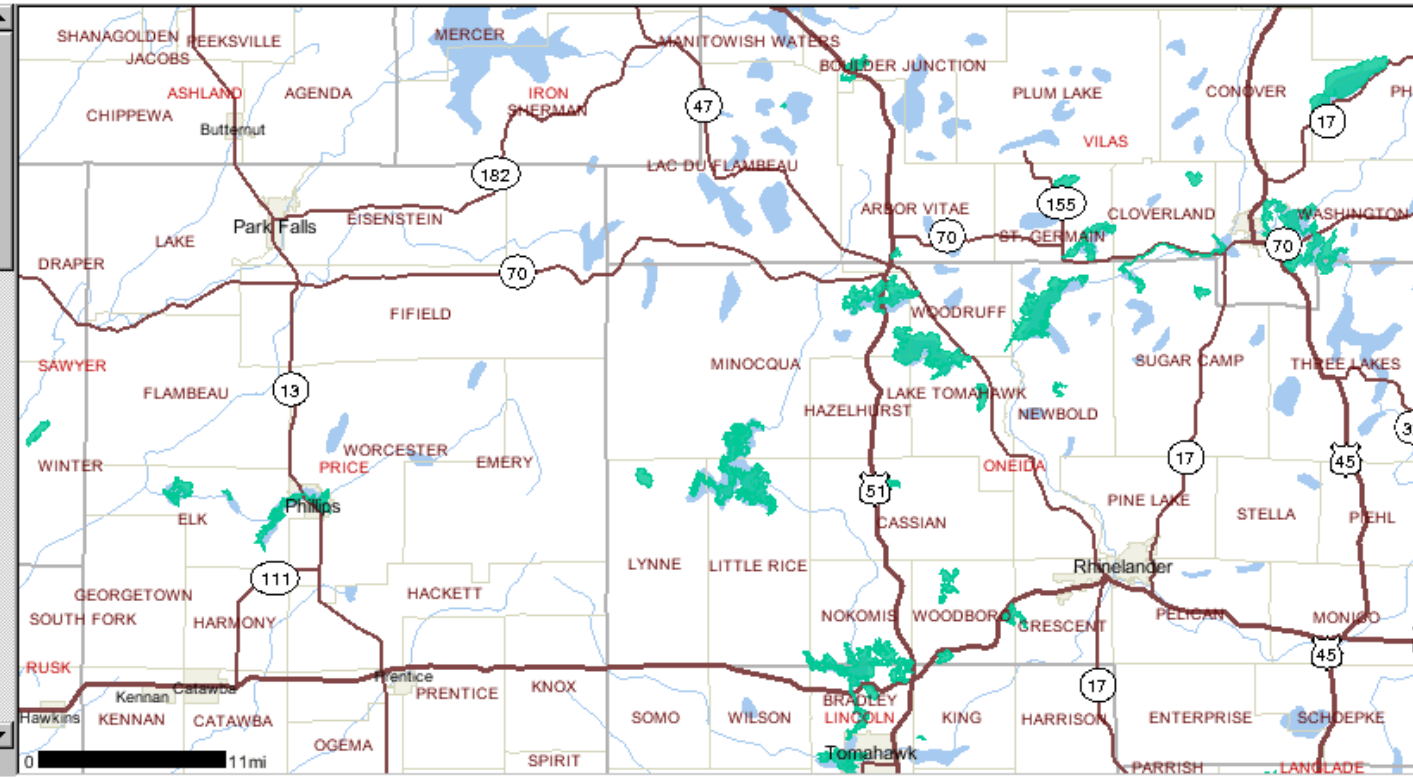 SHANAGOLDEN
PEEKSVILLE
MERCER
MANITOWISH WATERS
JACOBS
BOULDER JUNCTION
ASHLAND
AGENDA
IRON
PLUM LAKE
CONOVER
PH
CHIPPEWA
SHERMAN
47
17
Butternut
VILAS
LAC DU FLAMBEAU
182
155
EISENSTEIN
ARBOR VITAE
CLOVERLAND
WASHINGTON
Park Falls
LAKE
70
ST. GERMAIN
70
DRAPER
70
FIFIELD
WOODRUFF
SAWYER
MINOCQUA
SUGAR CAMP
THREE LAKES
FLAMBEAU
13
LAKE TOMAHAWK
HAZELHURST
NEWBOLD
3
WORCESTER
WINTER
PRICE
EMERY
ONEIDA
17
45
51
Phillips
PINE LAKE
ELK
CASSIAN
STELLA
PIEHL
LYNNE
LITTLE RICE
Rhinelander
111
GEORGETOWN
HACKETT
SOUTH FORK
HARMONY
NOKOMIS
WOODBORO
CRESCENT
PELICAN
MONICO
RUSK
45
Prentice
17
Kennan
Catawba
PRENTICE
KNOX
BRADLEY
Hawkins
KENNAN
CATAWBA
SOMO
WILSON
LINCOLN
KING
HARRISON
ENTERPRISE
SCHOEPKE
OGEMA
Tomahawk
0
11mi
SPIRIT
PARRISH
LANGLADE